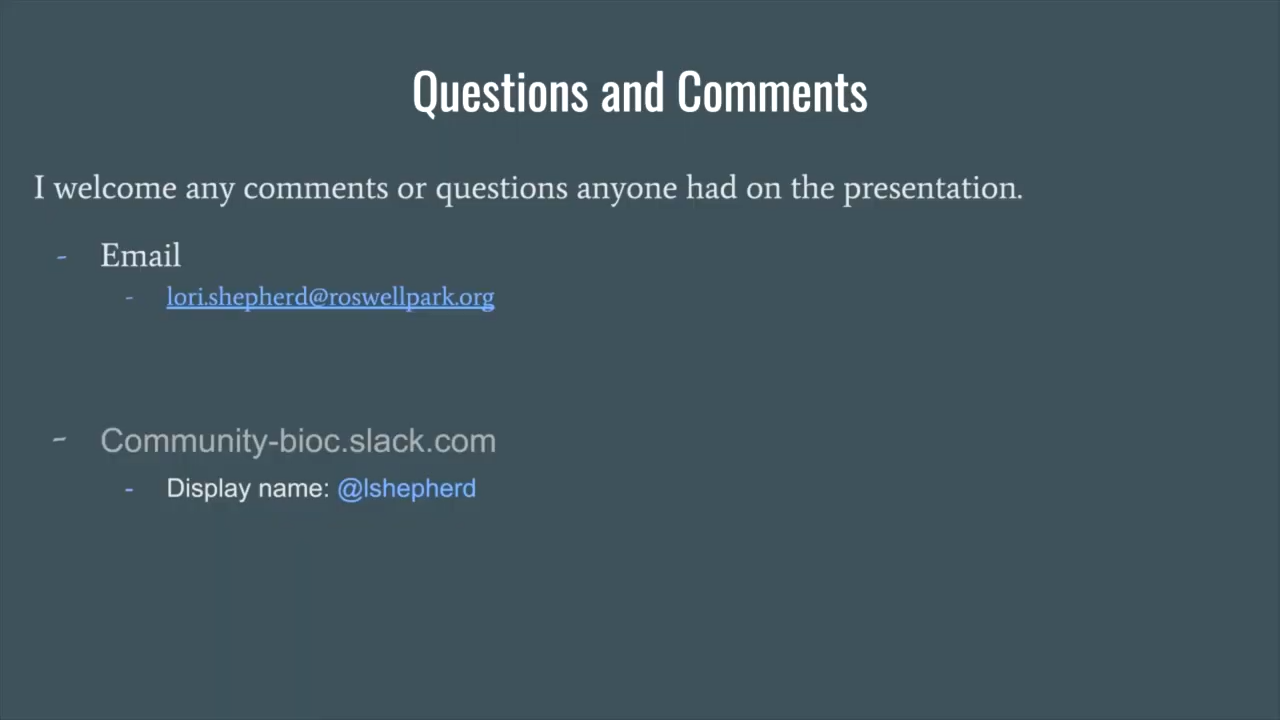 Questions and Comments
I welcome any comments or questions anyone had on the presentation.
- Email
- lori.shepherd@roswellpark.org
- Community-bioc.slack.com
- Display name: @lshepherd